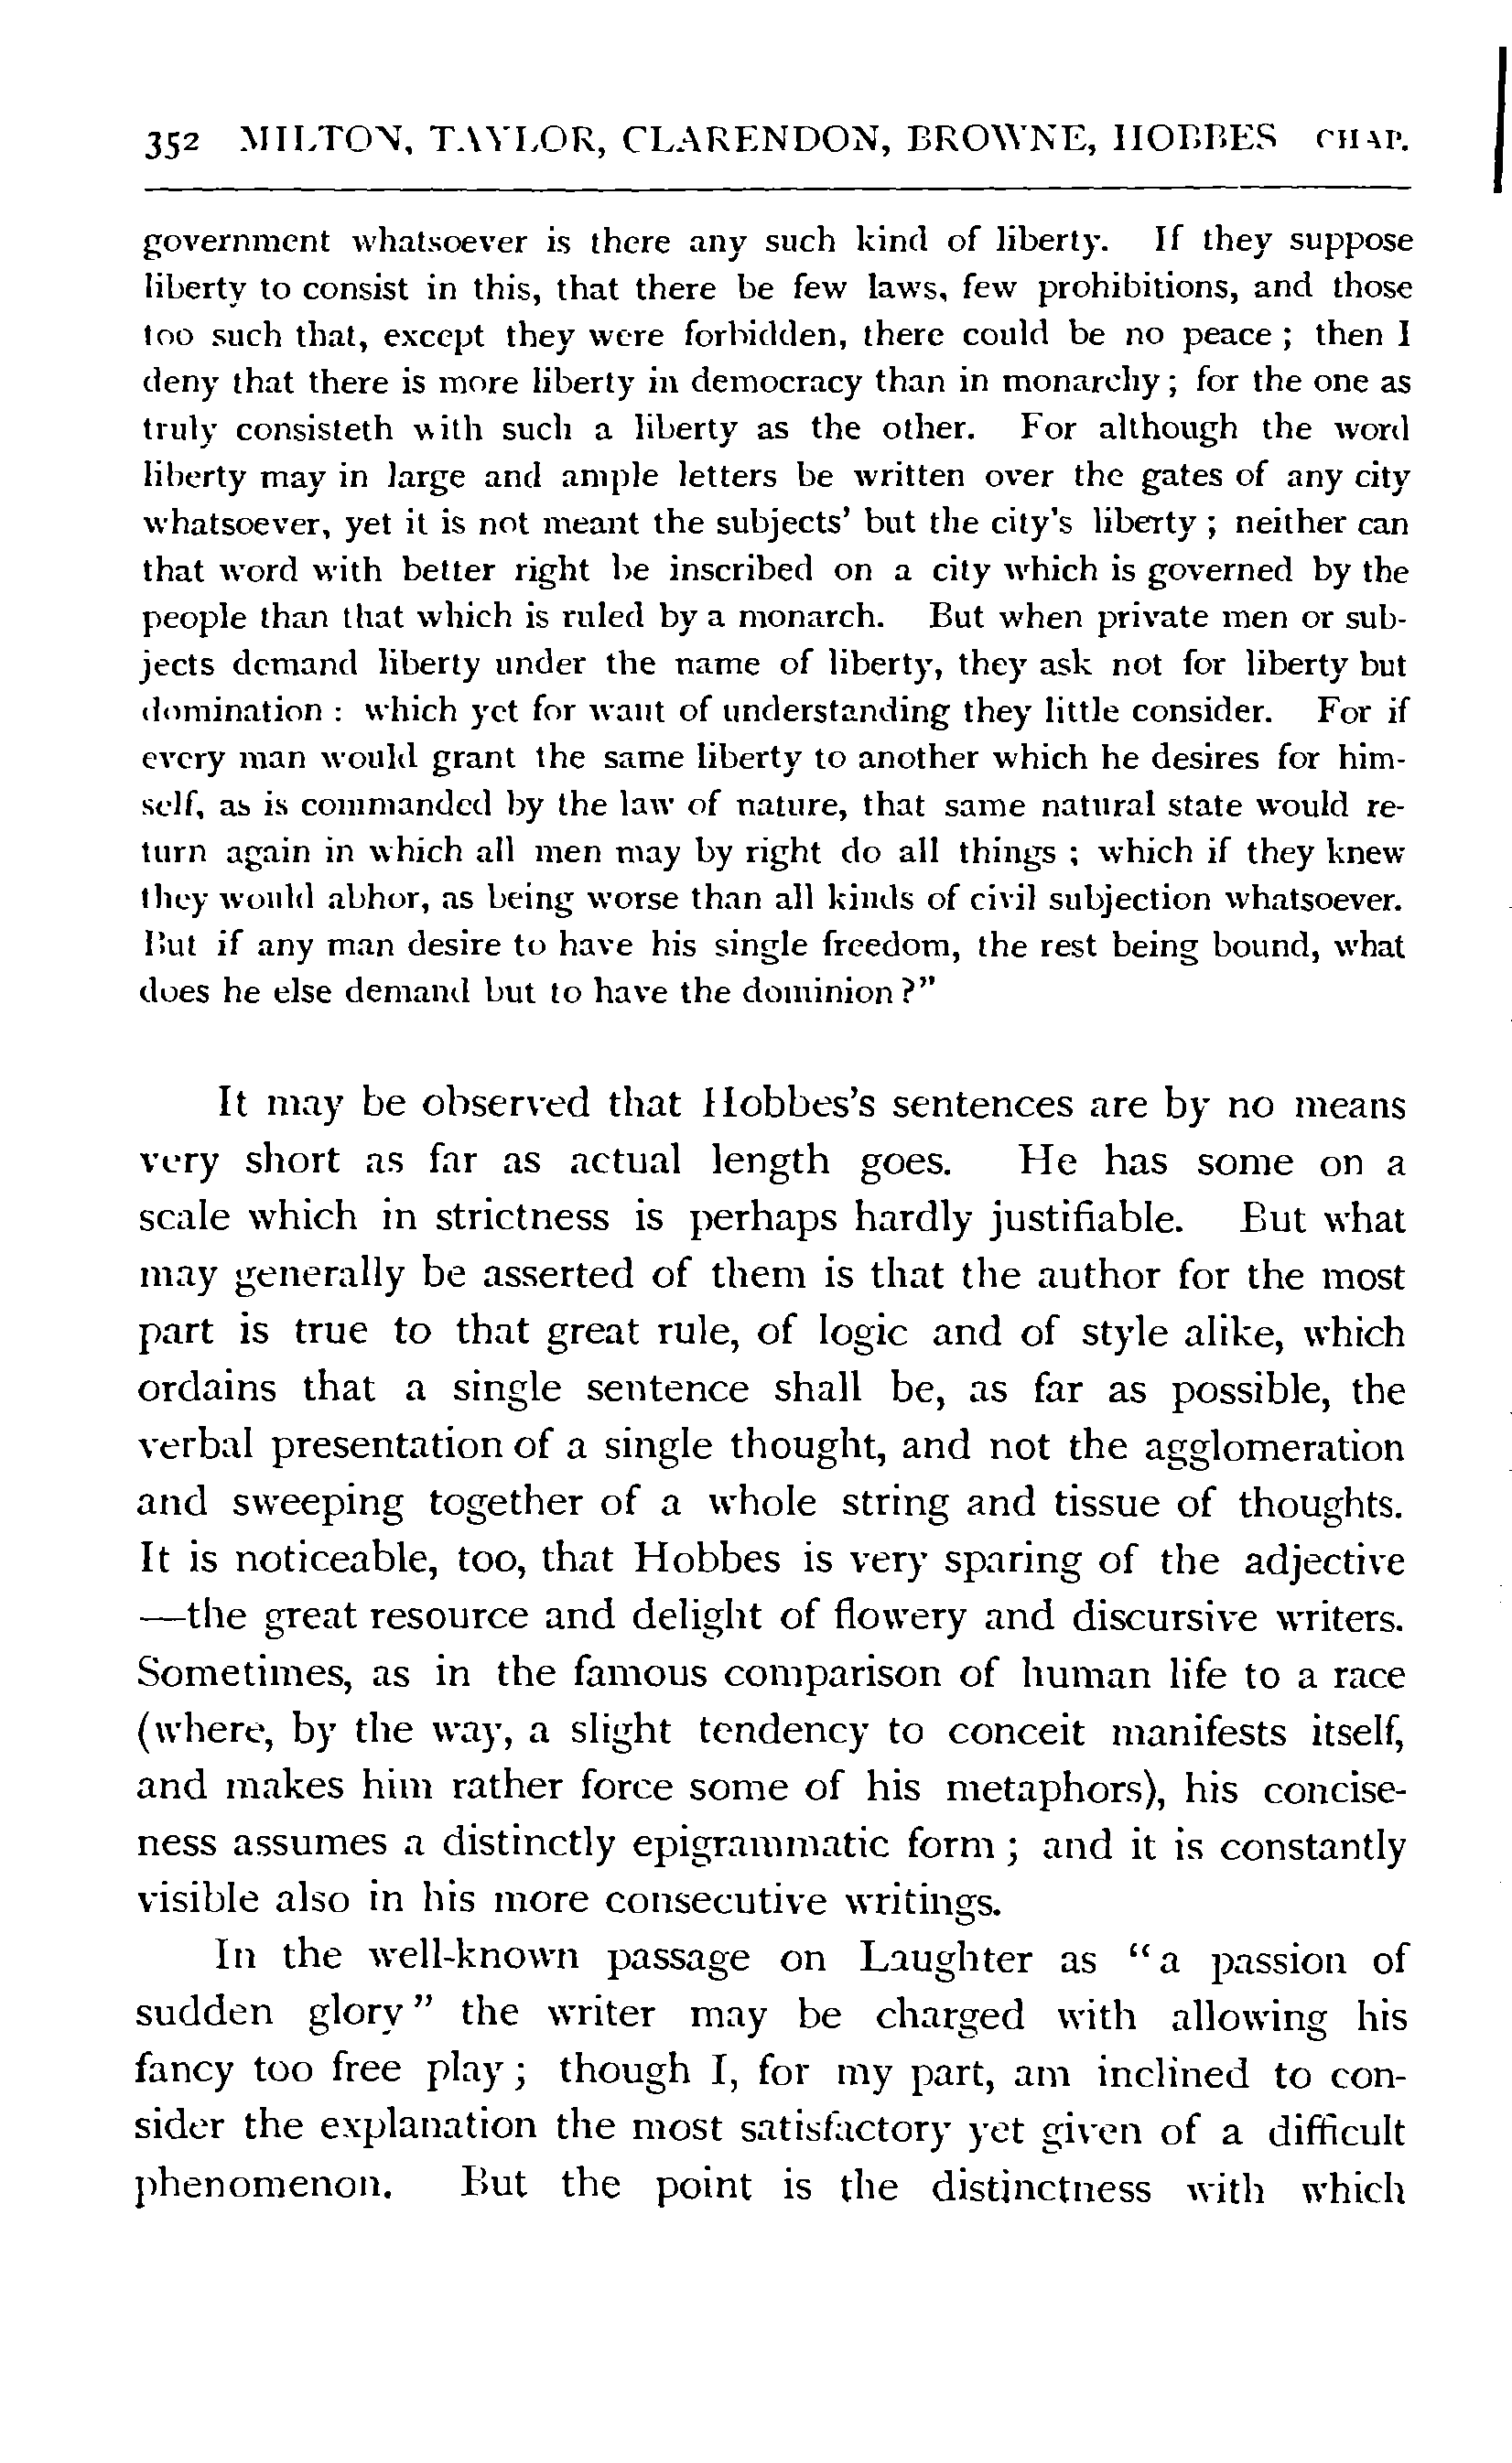 352 MILTON, TAYLOR, CLARENDON, BROWNE, HOBBES CHAP.
government whatsoever is there any such kind of liberty. If they suppose
liberty to consist in this, that there be few laws, few prohibitions, and those
too such that, except they were forbidden, there could be no peace ; then I
deny that there is more liberty in democracy than in monarchy ; for the one as
truly consisteth with such a liberty as the other. For although the word
liberty may in large and ample letters be written over the gates of any city
whatsoever, yet it is not meant the subjects' but the city's liberty ; neither can
that word with better right be inscribed on a city which is governed by the
people than that which is ruled by a monarch. But when private men or sub-
jects demand liberty under the name of liberty, they ask not for liberty but
domination : which yet for want of understanding they little consider. For if
every man would grant the same liberty to another which he desires for him-
self, as is commanded by the law of nature, that same natural state would re-
turn again in which all men may by right do all things ; which if they knew
they would abhor, as being worse than all kinds of civil subjection whatsoever.
But if any man desire to have his single freedom, the rest being bound, what
does he else demand but to have the dominion ?"
It may be observed that Hobbes's sentences are by no means
very short as far as actual length goes. He has some on a
scale which in strictness is perhaps hardly justifiable. But what
may generally be asserted of them is that the author for the most
part is true to that great rule, of logic and of style alike, which
ordains that a single sentence shall be, as far as possible, the
verbal presentation of a single thought, and not the agglomeration
and sweeping together of a whole string and tissue of thoughts.
It is noticeable, too, that Hobbes is very sparing of the adjective
—the great resource and delight of flowery and discursive writers.
Sometimes, as in the famous comparison of human life to a race
(where, by the way, a slight tendency to conceit manifests itself,
and makes him rather force some of his metaphors), his concise-
ness assumes a distinctly epigrammatic form ; and it is constantly
visible also in his more consecutive writings.
In the well-known passage on Laughter as "a passion of
sudden glory" the writer may be charged with allowing his
fancy too free play ; though I, for my part, am inclined to con-
sider the explanation the most satisfactory yet given of a difficult
phenomenon. But the point is the distinctness with which